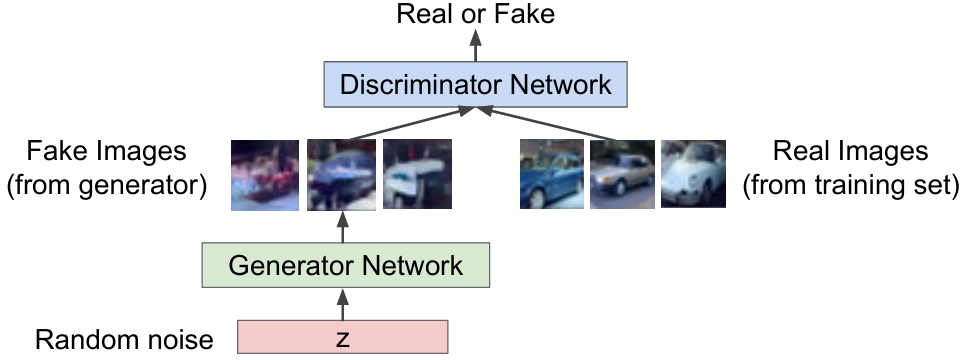 Real or Fake
Discriminator Network
Fake Images
(from generator)
Real Images
(from training set)
Generator Network
Random noise
z